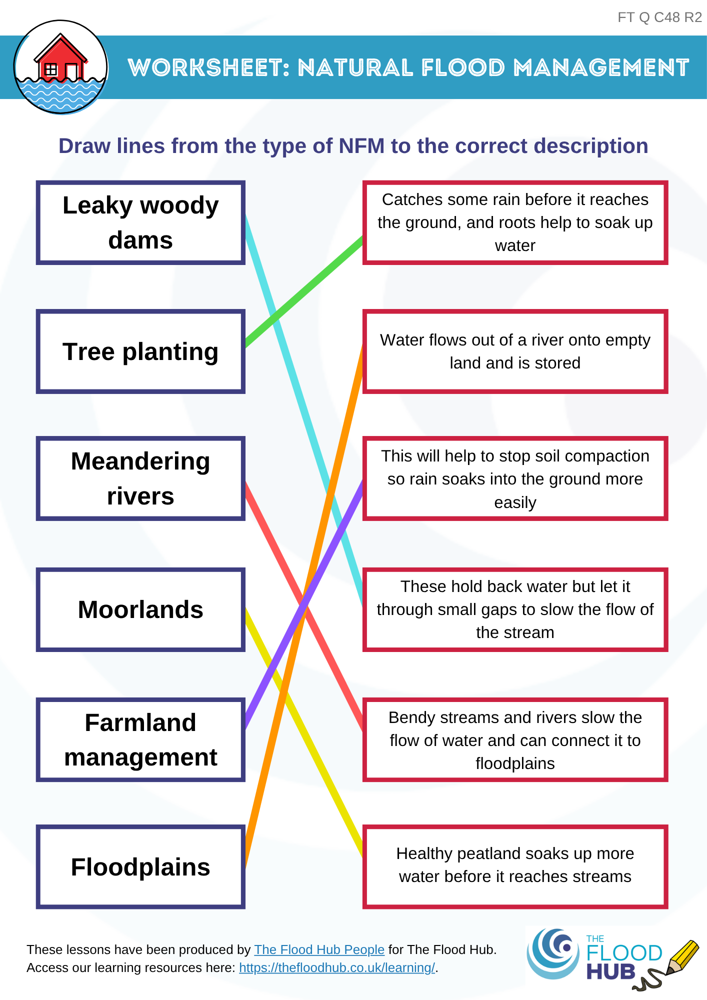 FT Q C48 R2
WORKSHEET: NATURAL FLOOD MANAGEMENT
Draw lines from the type of NFM to the correct description
Leaky woody
dams
Catches some rain before it reaches
the ground, and roots help to soak up
water
Tree planting
Water flows out of a river onto empty
land and is stored
Meandering
rivers
This will help to stop soil compaction
so rain soaks into the ground more
easily
Moorlands
These hold back water but let it
through small gaps to slow the flow of
the stream
Farmland
management
Bendy streams and rivers slow the
flow of water and can connect it to
floodplains
Floodplains
Healthy peatland soaks up more
water before it reaches streams
These lessons have been produced by The Flood Hub People for The Flood Hub.
Access our learning resources here: https://thefloodhub.co.uk/learning/.
THE
FLOOD
HUB